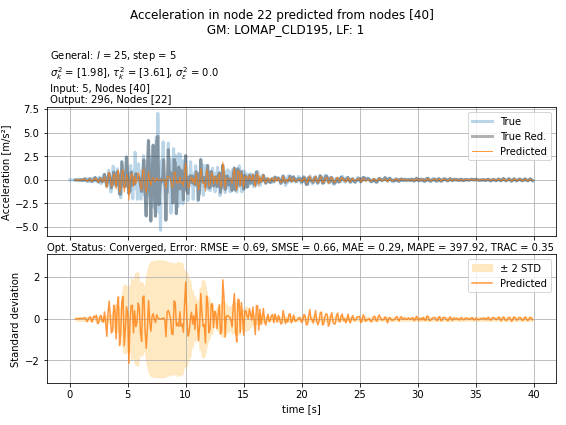 Acceleration in node 22 predicted from nodes [40]
GM: LOMAP_CLD195, LF: 1
General: l = 25, step = 5
σ²ₖ = [1.98], τ²ₖ = [3.61], σ²ε = 0.0
Input: 5, Nodes [40]
Output: 296, Nodes [22]
7.5
5.0
2.5
0.0
−2.5
−5.0
Acceleration [m/s²]
True
True Red.
Predicted
Opt. Status: Converged, Error: RMSE = 0.69, SMSE = 0.66, MAE = 0.29, MAPE = 397.92, TRAC = 0.35
2
0
−2
Standard deviation
± 2 STD
Predicted
0 5 10 15 20 25 30 35 40
time [s]